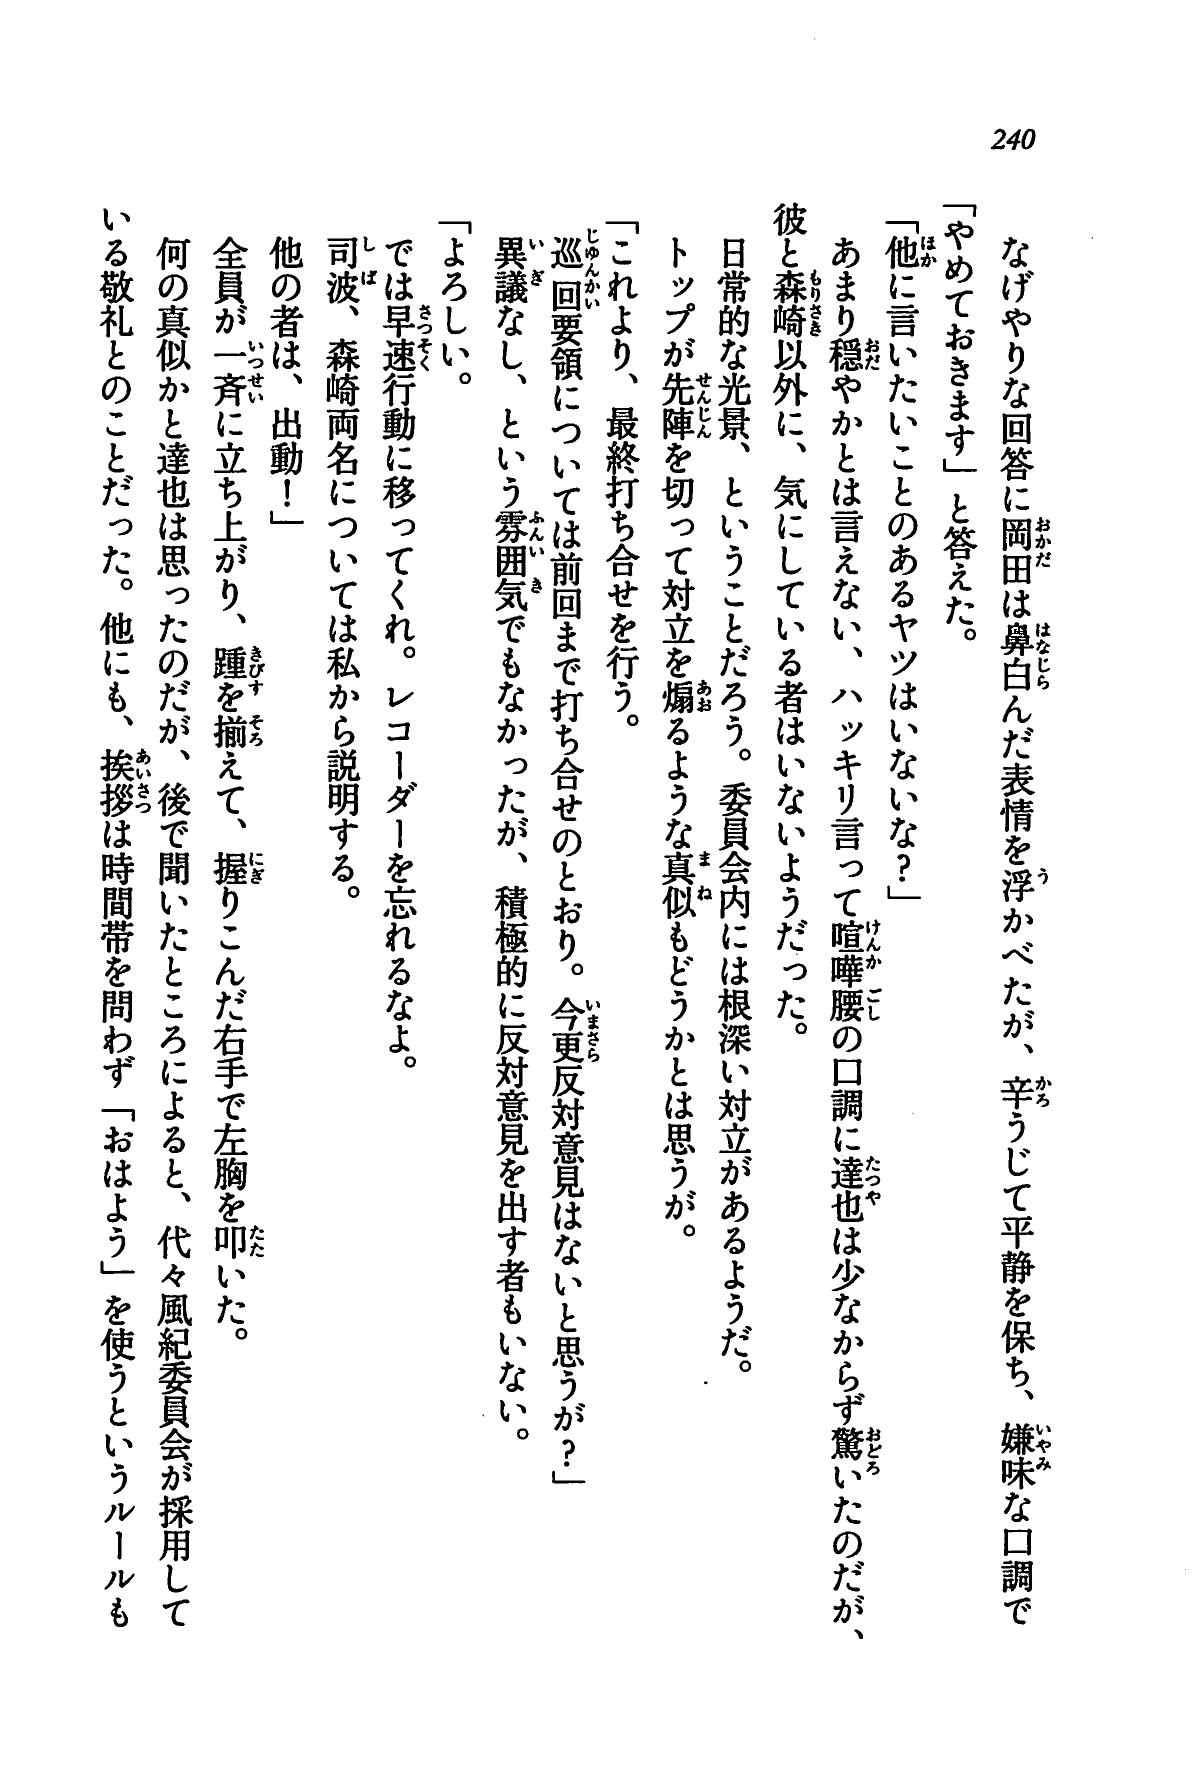 240
なげやりな回答に岡田は鼻白んだ表情を浮かべたが、辛うじて平静を保ち、嫌味な口調で
「やめておきます」と答えた。
「他に言いたいことのあるヤツはいないな?」
あまり穏やかとは言えない、ハッキリ言って喧嘩腰の口調に達也は少なからず驚いたのだが、
彼と森崎以外に、気にしている者はいないようだった。
日常的な光景、ということだろう。委員会内には根深い対立があるようだ。
トップが先陣を切って対立を煽るような真似もどうかとは思うが。
「これより、最終打ち合せを行う。
巡回要領については前回まで打ち合せのとおり。今更反対意見はないと思うが?」
異議なし、という雰囲気でもなかったが、積極的に反対意見を出す者もいない。
「よろしい。
では早速行動に移ってくれ。レコーダーを忘れるなよ。
司波、森崎両名については私から説明する。
他の者は、出動!」
全員が一斉に立ち上がり、踵を揃えて、握りこんだ右手で左胸を叩いた。
何の真似かと達也は思ったのだが、後で聞いたところによると、代々風紀委員会が採用して
いる敬礼とのことだった。他にも、挨拶は時間帯を問わず「おはよう」を使うというルールも